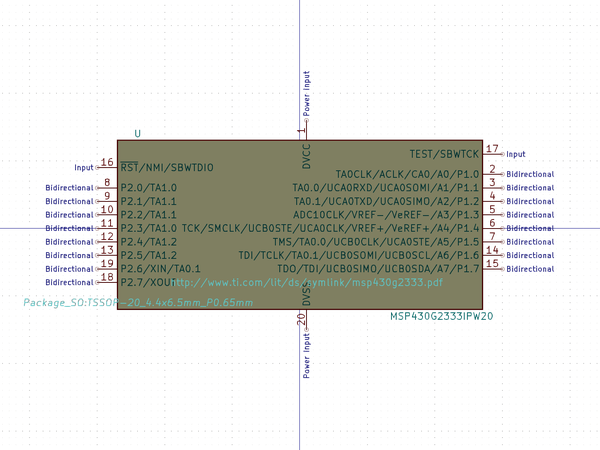 Power Input
1
DVCC
U
TEST/SBWTCK 17 Input
Input 16 RST/NMI/SBWTDIO
TA0CLK/ACLK/CA0/A0/P1.0 2 Bidirectional
Bidirectional 8 P2.0/TA1.0 TA0.0/UCA0RXD/UCA0SOMI/A1/P1.1 3 Bidirectional
Bidirectional 9 P2.1/TA1.1 TA0.1/UCA0TXD/UCA0SIMO/A2/P1.2 4 Bidirectional
Bidirectional 10 P2.2/TA1.1 ADC10CLK/VREF-/VeREF-/A3/P1.3 5 Bidirectional
Bidirectional 11 P2.3/TA1.0 TCK/SMCLK/UCB0STE/UCA0CLK/VREF+/VeREF+/A4/P1.4 6 Bidirectional
Bidirectional 12 P2.4/TA1.2 TMS/TA0.0/UCB0CLK/UCA0STE/A5/P1.5 7 Bidirectional
Bidirectional 13 P2.5/TA1.2 TDI/TCLK/TA0.1/UCB0SOMI/UCB0SCL/A6/P1.6 14 Bidirectional
Bidirectional 19 P2.6/XIN/TA0.1 TDO/TDI/UCB0SIMO/UCB0SDA/A7/P1.7 15 Bidirectional
Bidirectional 18 P2.7/XOUT http://www.ti.com/lit/ds/symlink/msp430g2333.pdf
DVSS
Package_SO:TSSOP-20_4.4x6.5mm_P0.65mm
MSP430G2333IPW20
20
Power Input